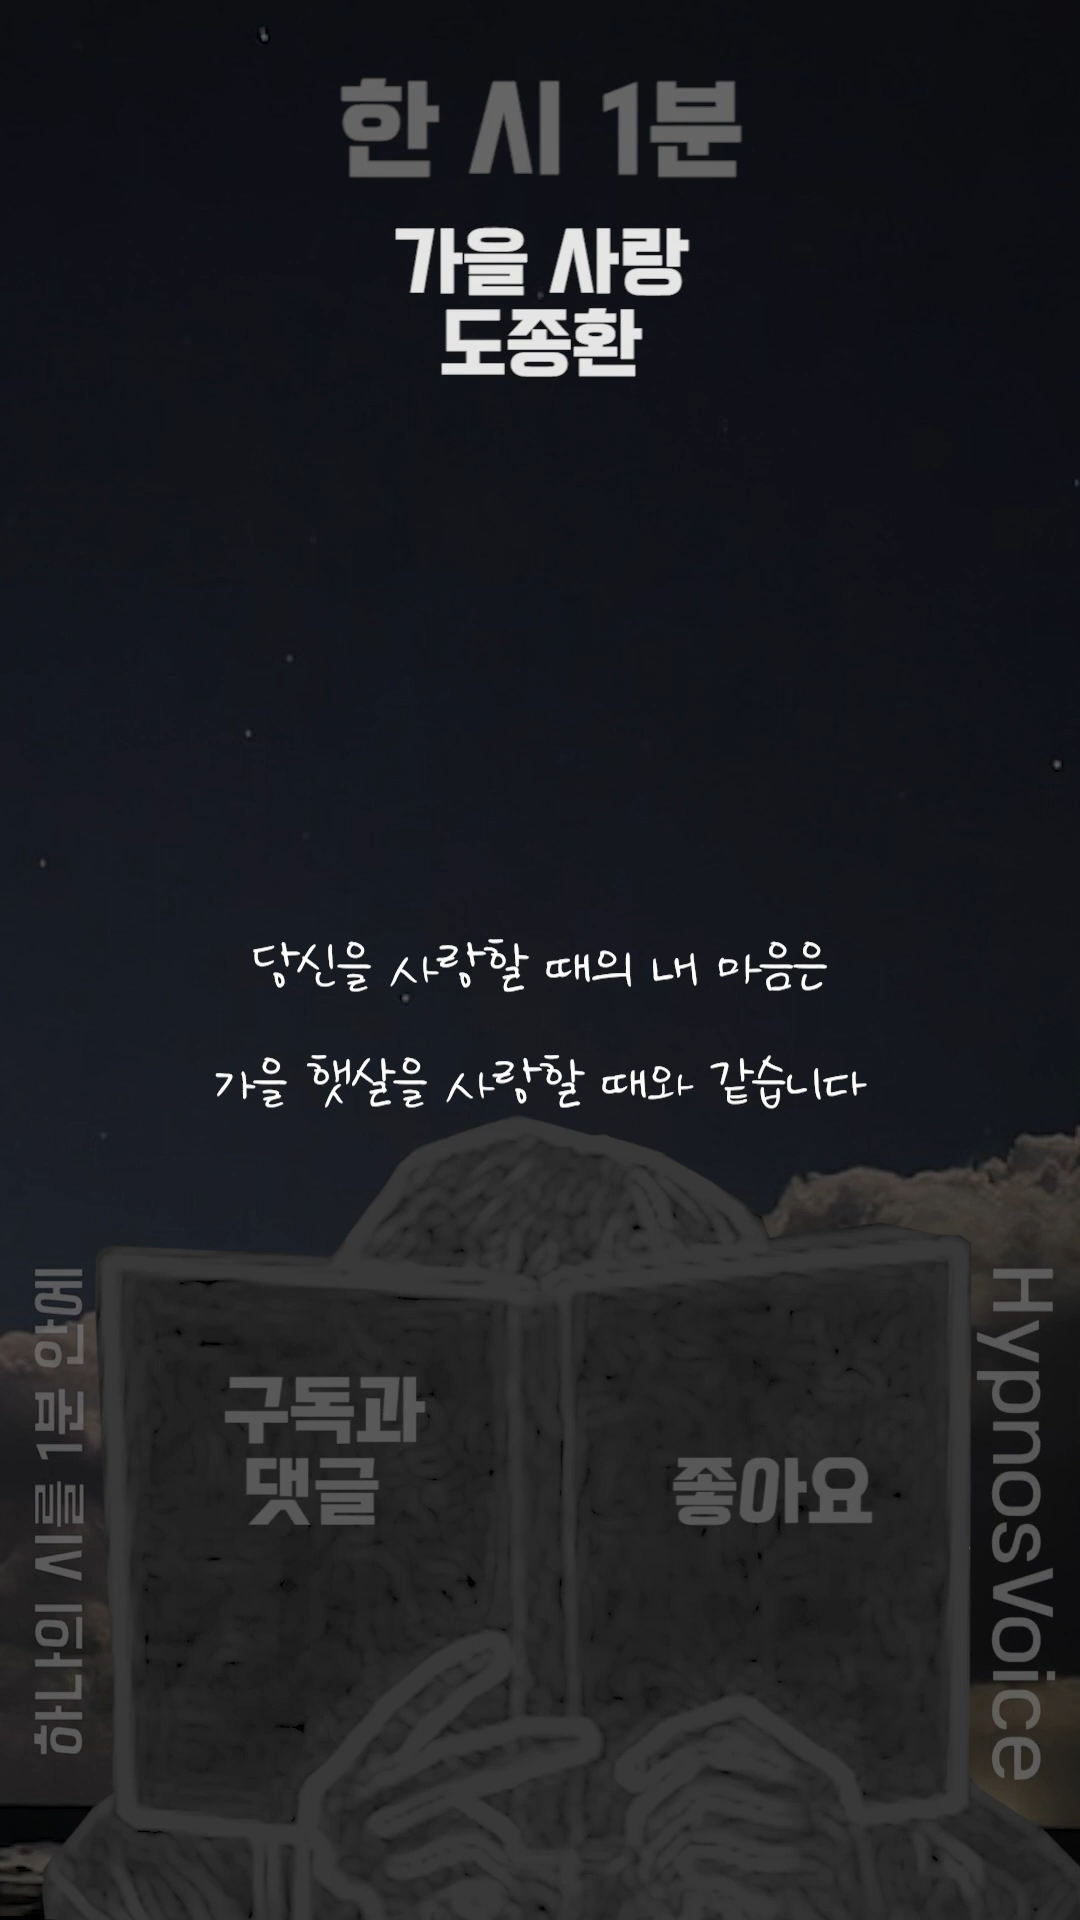 한 시 1분
가을 사랑
도종환
당신을 사랑할 때의 내 마음은
가을 햇살을 사랑할 때와 같습니다
하나의 시를 1분 안에
HypnosVoice
구독과
댓글
좋아요